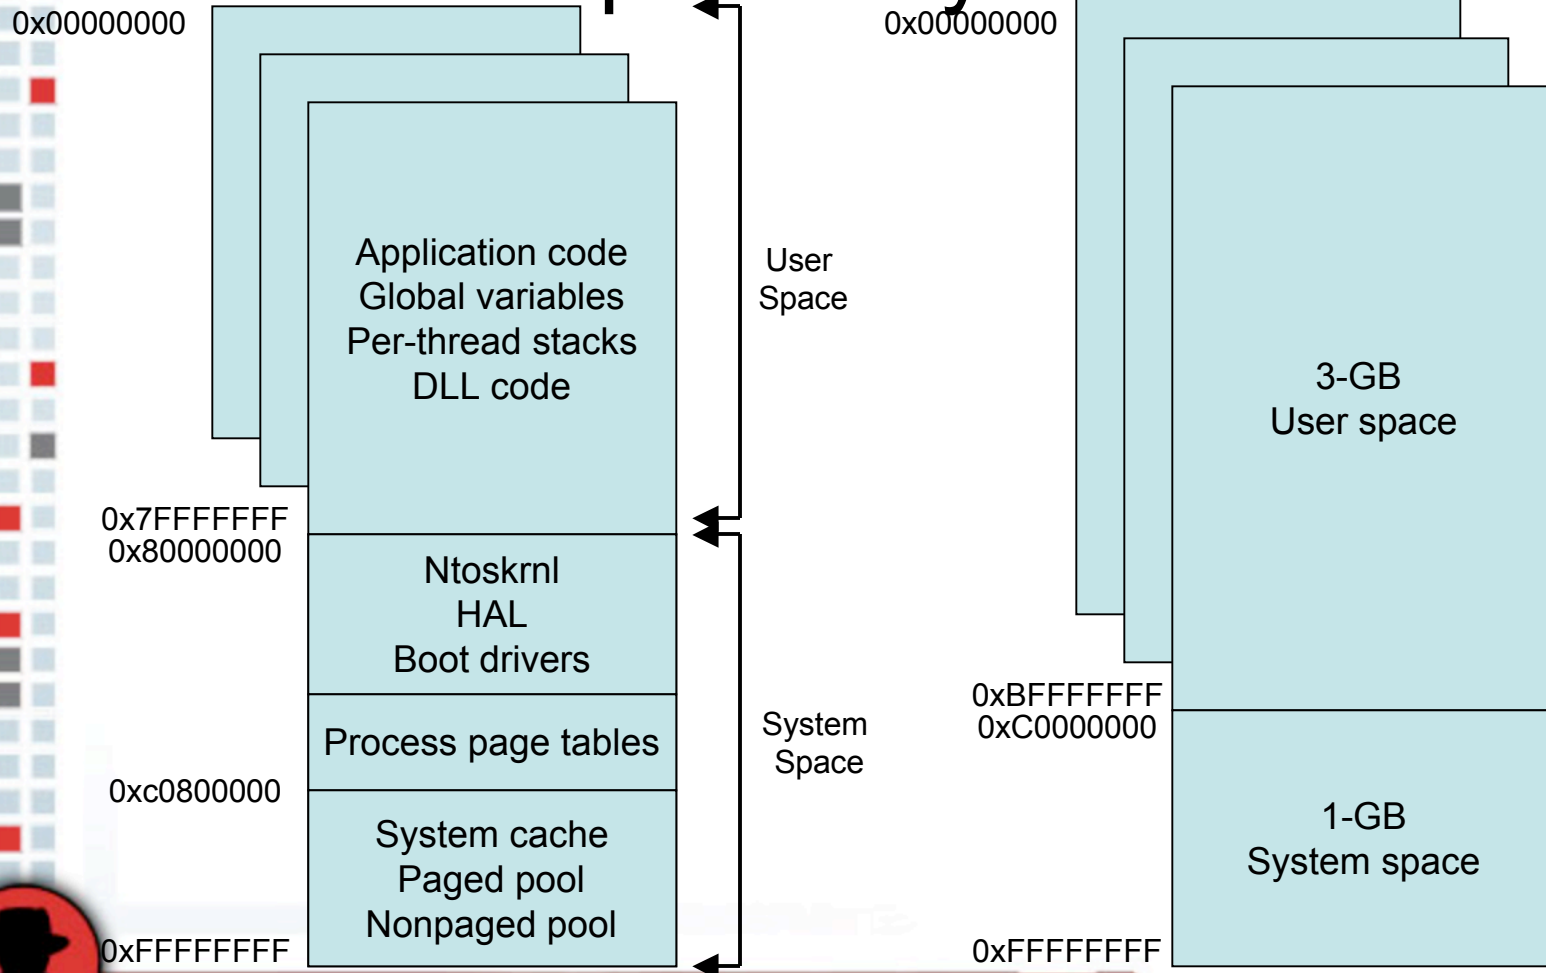 0x00000000
Application code
Global variables
Per-thread stacks
DLL code
User
Space
0x7FFFFFFF
0x80000000
Ntoskrnl
HAL
Boot drivers
Process page tables
System
Space
0xc0800000
System cache
Paged pool
Nonpaged pool
0xFFFFFFFF
0x00000000
3-GB
User space
0xBFFFFFFF
0xC0000000
1-GB
System space
0xFFFFFFFF